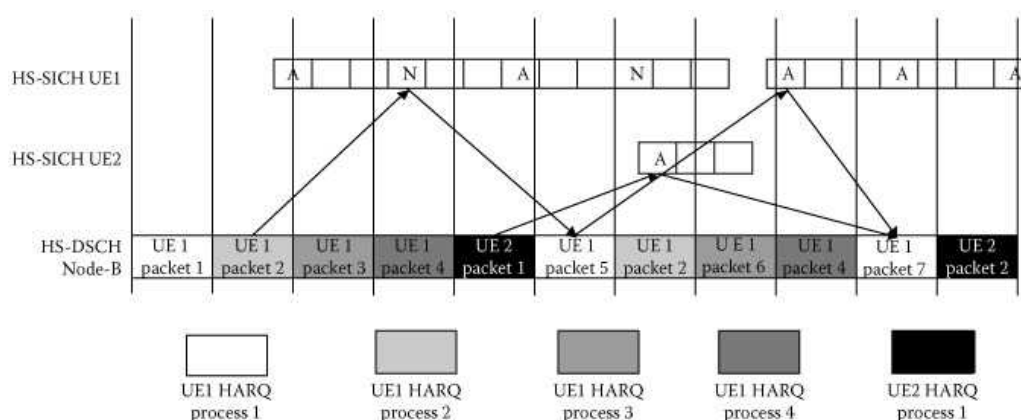 HS-SICH UE1
A N A N A A A
HS-SICH UE2
A
HS-DSCH
Node-B
UE 1
packet 1
UE 1
packet 2
UE 1
packet 3
UE 1
packet 4
UE 2
packet 1
UE 1
packet 5
UE 1
packet 2
UE 1
packet 6
UE 1
packet 4
UE 1
packet 7
UE 2
packet 2
UE1 HARQ
process 1
UE1 HARQ
process 2
UE1 HARQ
process 3
UE1 HARQ
process 4
UE2 HARQ
process 1